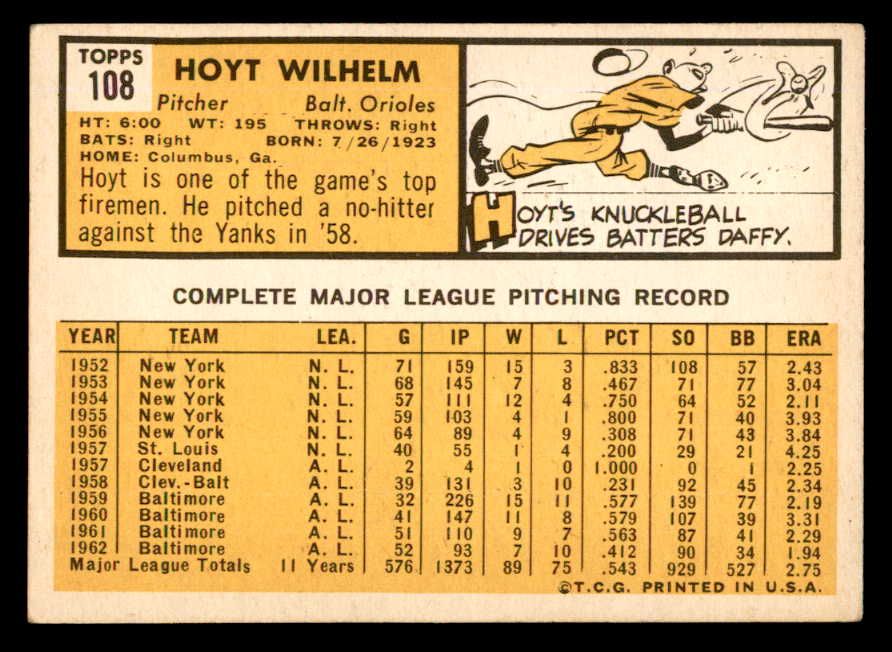 TOPPS
108
HOYT WILHELM
Pitcher Balt. Orioles
HT: 6:00 WT: 195 THROWS: Right
BATS: Right BORN: 7/26/1923
HOME: Columbus, Ga.
Hoyt is one of the game's top
firemen. He pitched a no-hitter
against the Yanks in '58.
HOYT'S KNUCKLEBALL
DRIVES BATTERS DAFFY.
COMPLETE MAJOR LEAGUE PITCHING RECORD
YEAR TEAM LEA. G IP W L PCT SO BB ERA
1952 New York N. L. 71 159 15 3 .833 108 57 2.43
1953 New York N. L. 68 145 7 8 .467 71 77 3.04
1954 New York N. L. 57 111 12 4 .750 64 52 2.11
1955 New York N. L. 59 103 4 1 .800 71 40 3.93
1956 New York N. L. 64 89 4 9 .308 71 43 3.84
1957 St. Louis N. L. 40 55 1 4 .200 29 21 4.25
1957 Cleveland A. L. 2 4 1 0 1.000 0 1 2.25
1958 Clev.-Balt A. L. 39 131 3 10 .231 92 45 2.34
1959 Baltimore A. L. 32 226 15 11 .577 139 77 2.19
1960 Baltimore A. L. 41 147 11 8 .579 107 39 3.31
1961 Baltimore A. L. 51 110 9 7 .563 87 41 2.29
1962 Baltimore A. L. 52 93 7 10 .412 90 34 1.94
Major League Totals 11 Years 576 1373 89 75 .543 929 527 2.75
©T.C.G. PRINTED IN U.S.A.